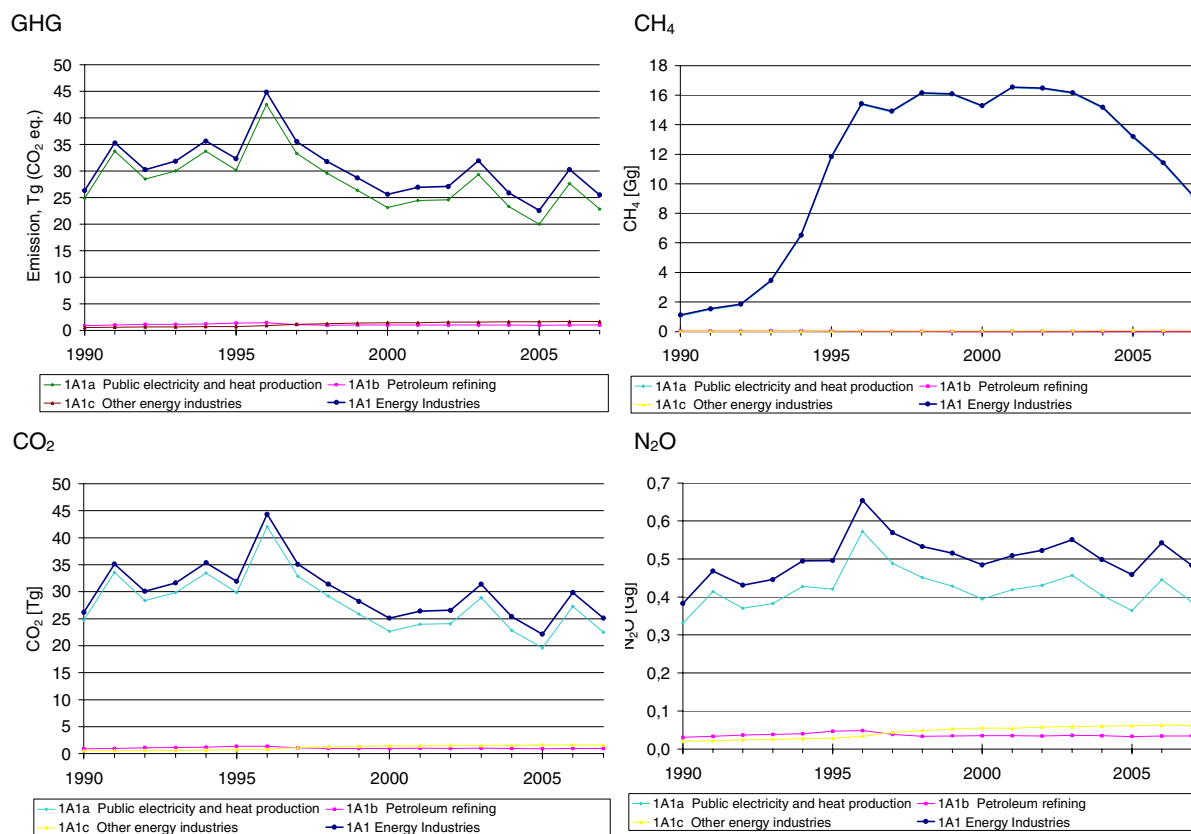 GHG
Emission, Tg (CO₂ eq.)
50
45
40
35
30
25
20
15
10
5
0
1990 1995 2000 2005
1A1a Public electricity and heat production 1A1b Petroleum refining
1A1c Other energy industries 1A1 Energy Industries
CH₄
CH₄ [Gg]
18
16
14
12
10
8
6
4
2
0
1990 1995 2000 2005
1A1a Public electricity and heat production 1A1b Petroleum refining
1A1c Other energy industries 1A1 Energy Industries
CO₂
CO₂ [Tg]
50
45
40
35
30
25
20
15
10
5
0
1990 1995 2000 2005
1A1a Public electricity and heat production 1A1b Petroleum refining
1A1c Other energy industries 1A1 Energy Industries
N₂O
N₂O [Gg]
0,7
0,6
0,5
0,4
0,3
0,2
0,1
0,0
1990 1995 2000 2005
1A1a Public electricity and heat production 1A1b Petroleum refining
1A1c Other energy industries 1A1 Energy Industries